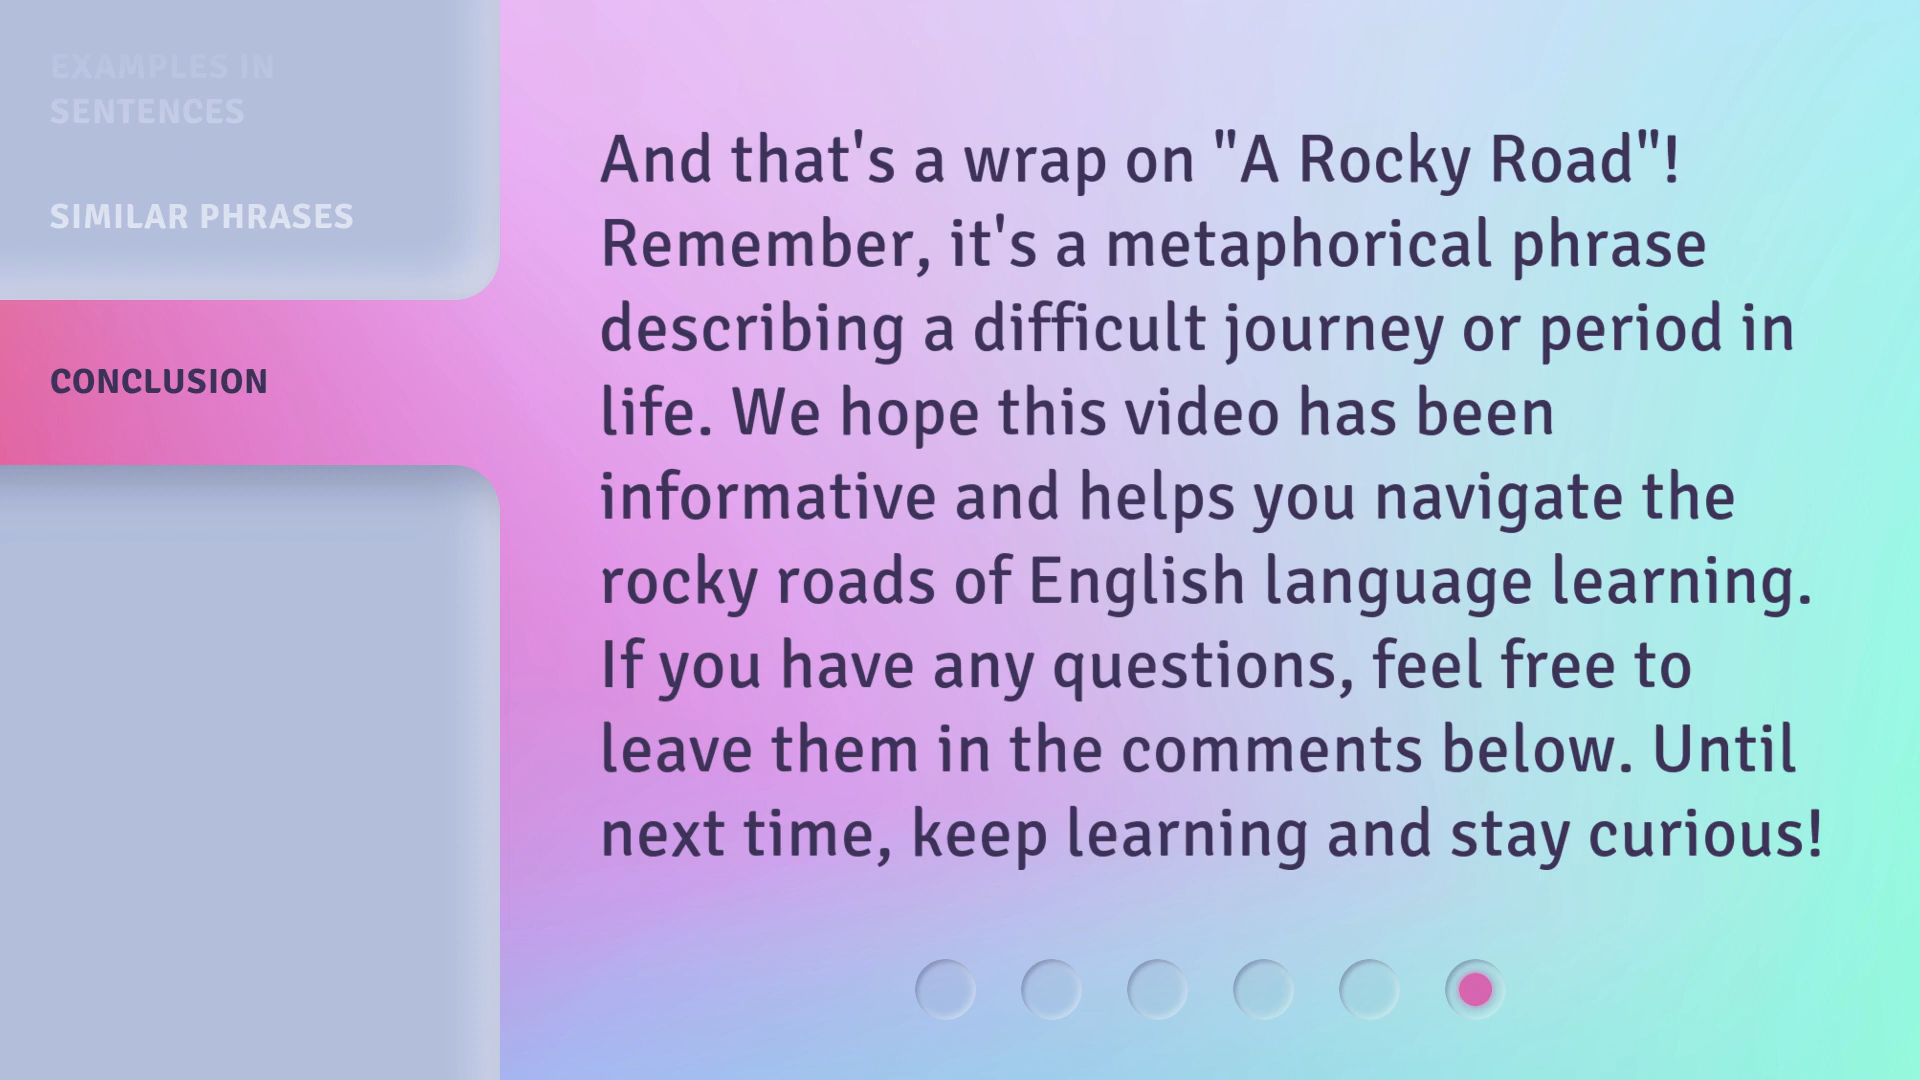 EXAMPLES IN
SENTENCES
SIMILAR PHRASES
CONCLUSION
And that's a wrap on "A Rocky Road"!
Remember, it's a metaphorical phrase
describing a difficult journey or period in
life. We hope this video has been
informative and helps you navigate the
rocky roads of English language learning.
If you have any questions, feel free to
leave them in the comments below. Until
next time, keep learning and stay curious!